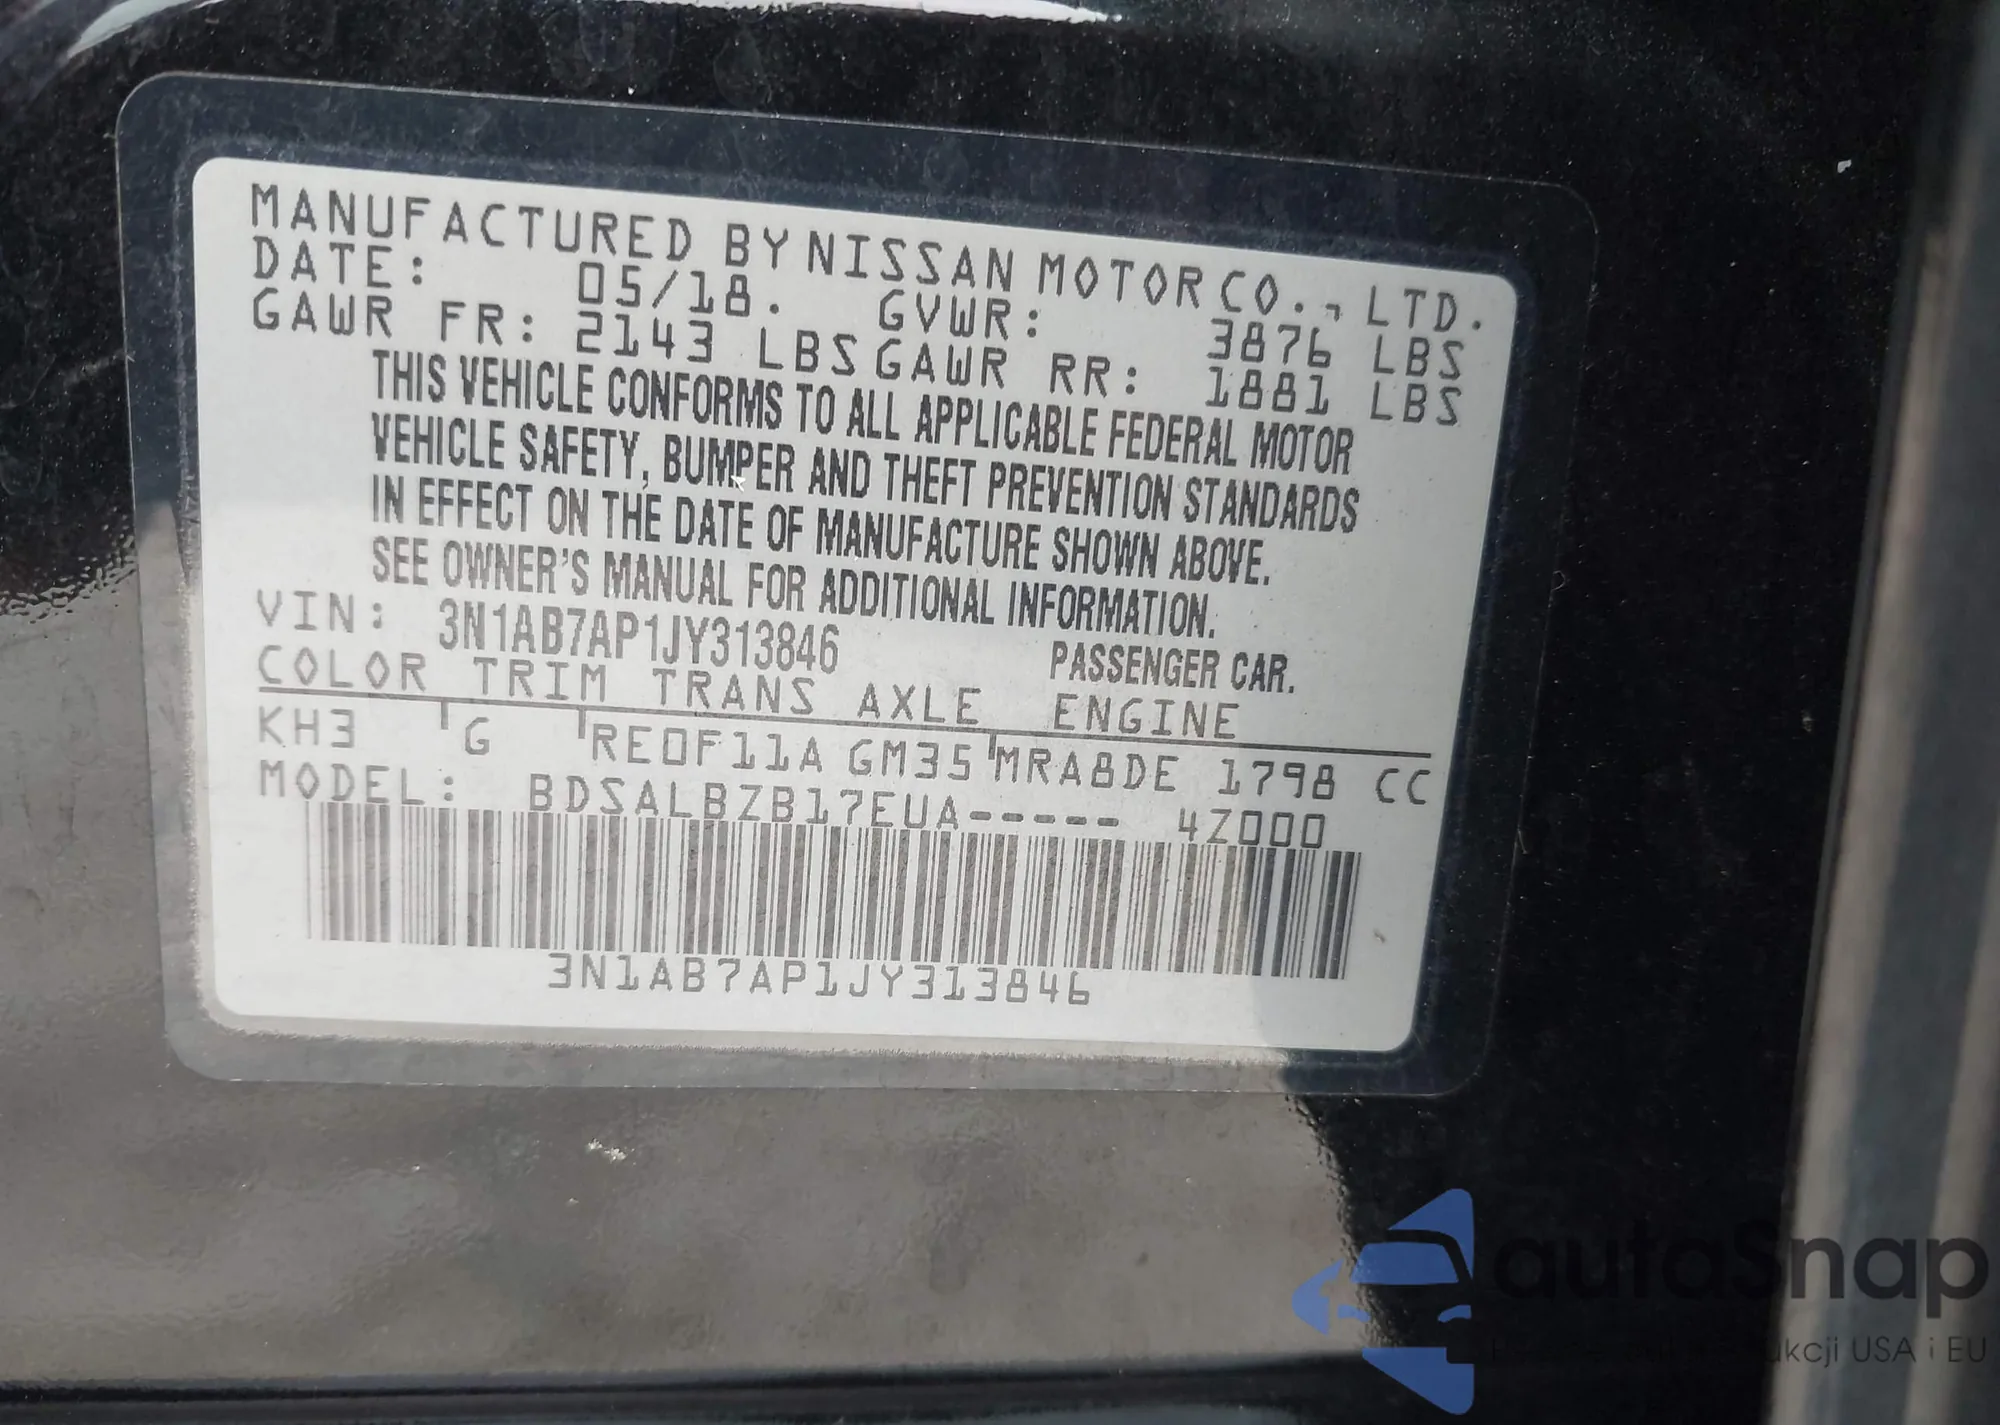 MANUFACTURED BY NISSAN MOTOR CO., LTD.
DATE: 05/18. GVWR: 3876 LBS
GAWR FR: 2143 LBS GAWR RR: 1881 LBS
THIS VEHICLE CONFORMS TO ALL APPLICABLE FEDERAL MOTOR
VEHICLE SAFETY, BUMPER AND THEFT PREVENTION STANDARDS
IN EFFECT ON THE DATE OF MANUFACTURE SHOWN ABOVE.
SEE OWNER'S MANUAL FOR ADDITIONAL INFORMATION.
VIN: 3N1AB7AP1JY313846 PASSENGER CAR.
COLOR TRIM TRANS AXLE ENGINE
KH3 G RE0F11A GM35 MRA8DE 1798 CC
MODEL: BDSALBZB17EUA----- 4Z000
3N1AB7AP1JY313846
autoSnap
USA i EU